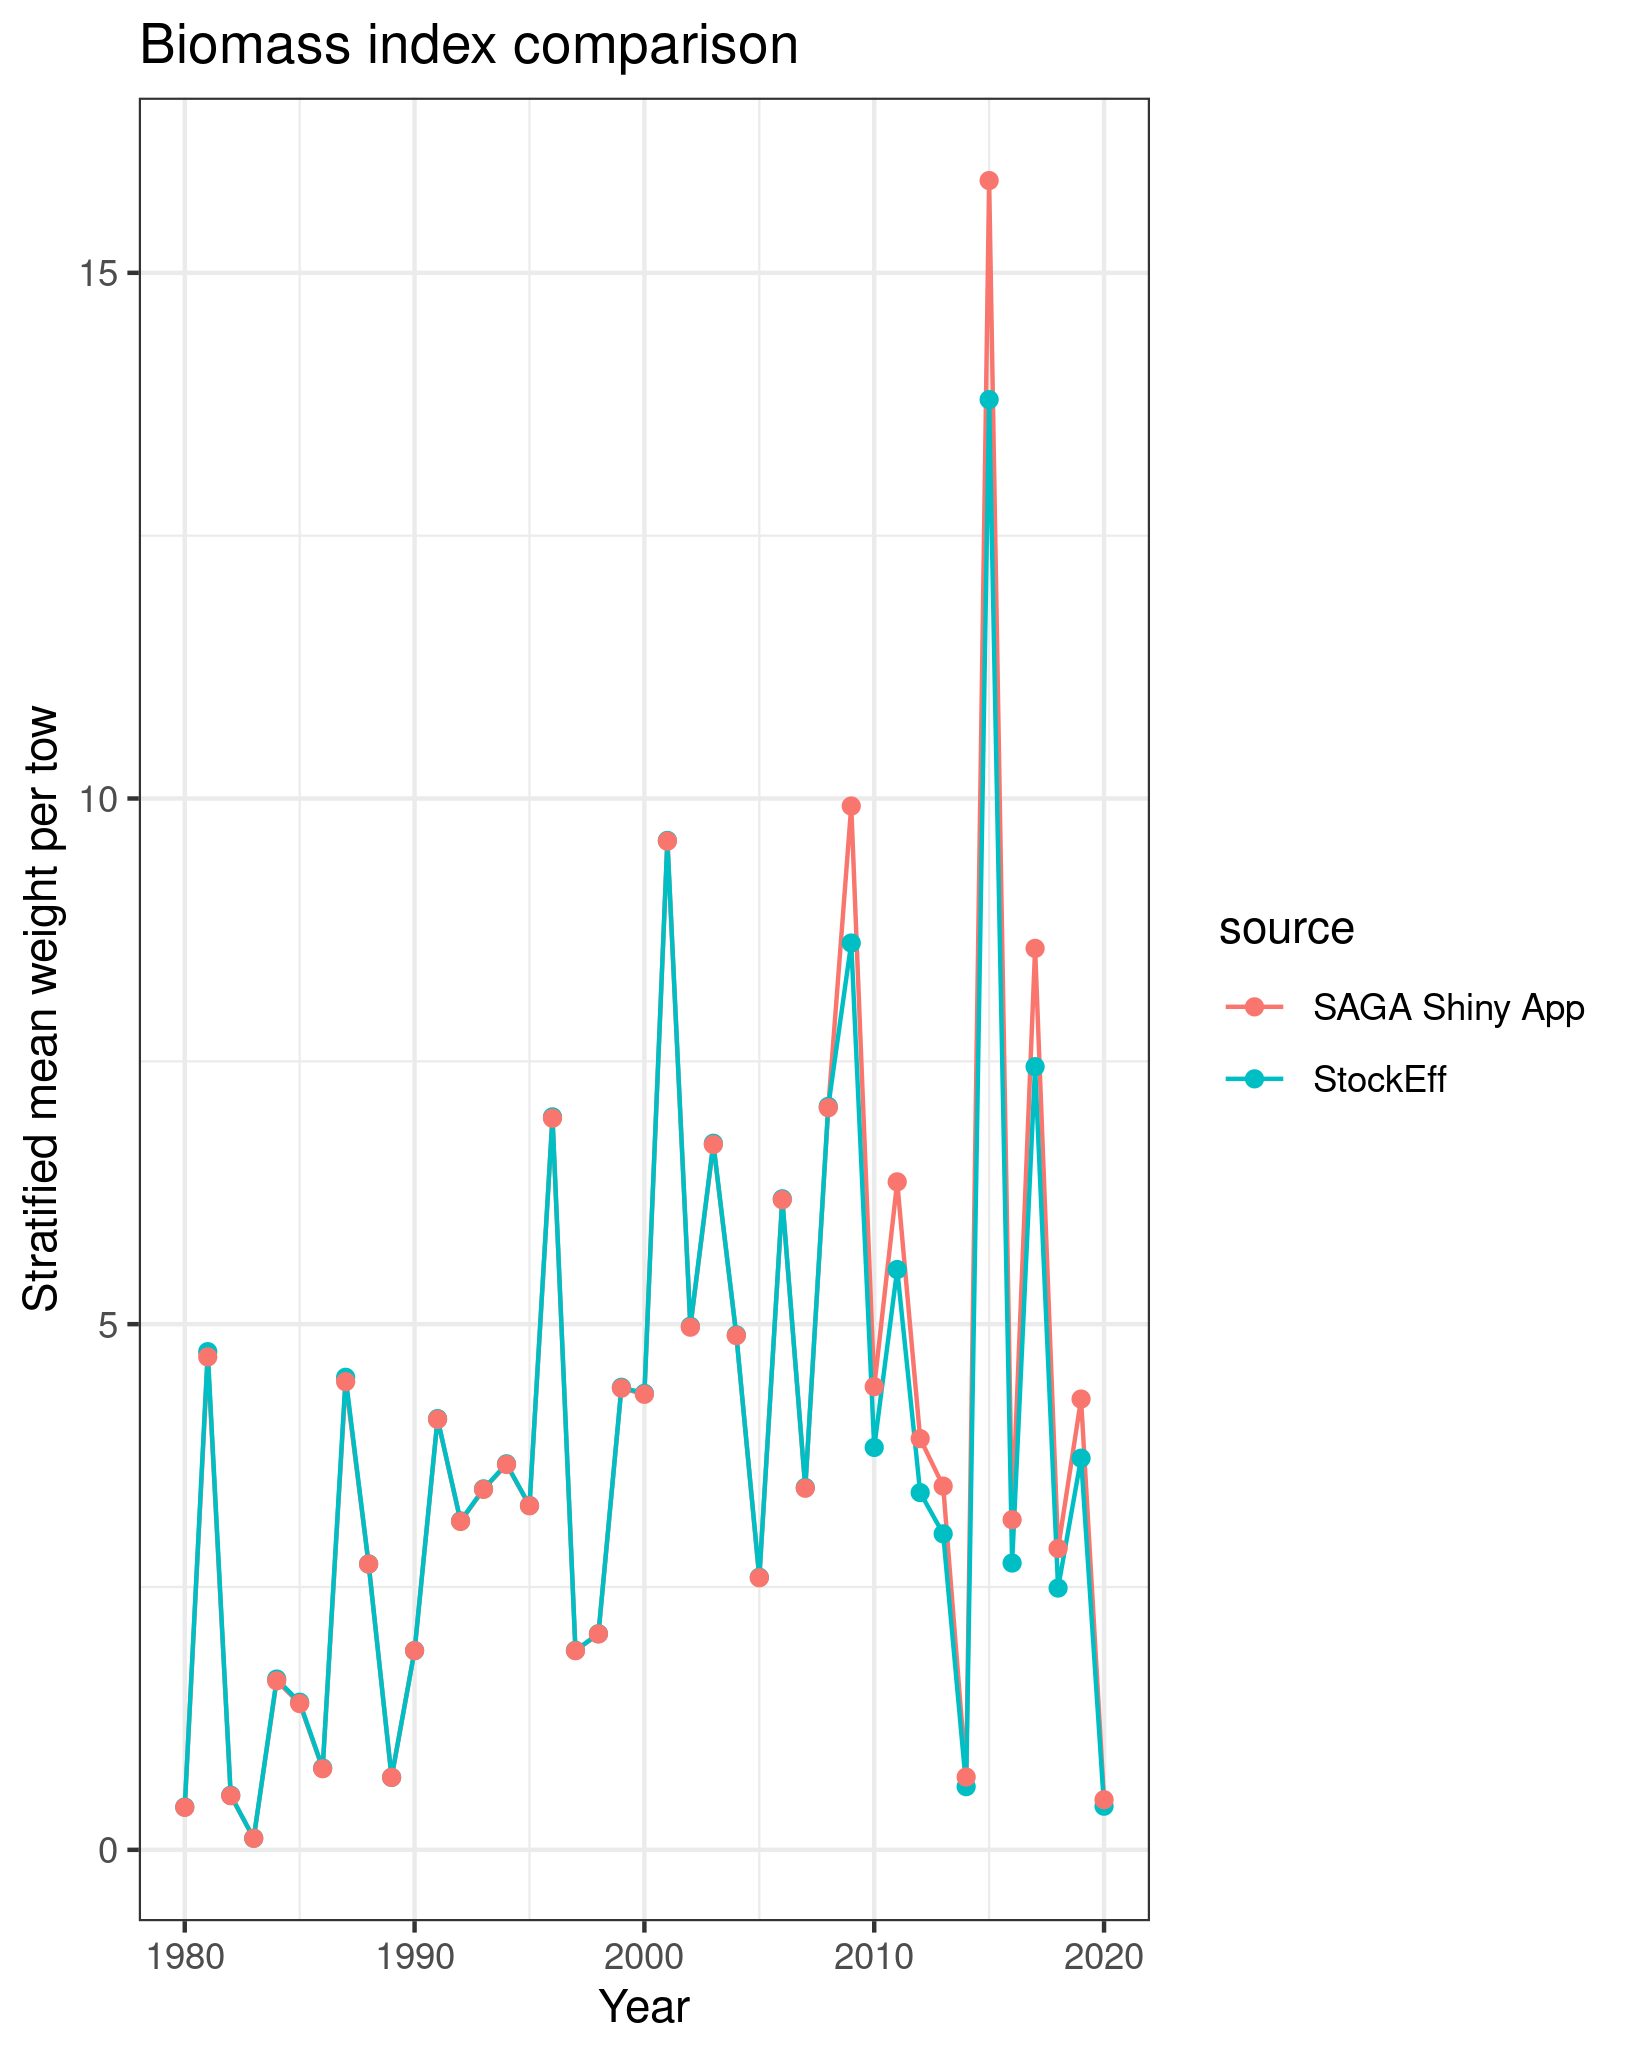 Biomass index comparison
Stratified mean weight per tow
15
10
5
0
1980 1990 2000 2010 2020
Year
source
SAGA Shiny App
StockEff